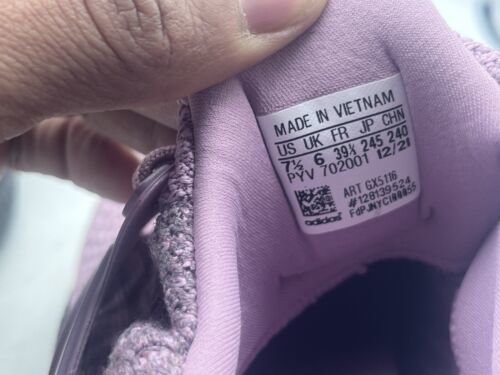 MADE IN VIETNAM
US UK FR JP CHN
7½ 6 39⅓ 245 240
PYV 702001 12/21
ART GX5116
#128139524
FdPJNYC100055
adidas